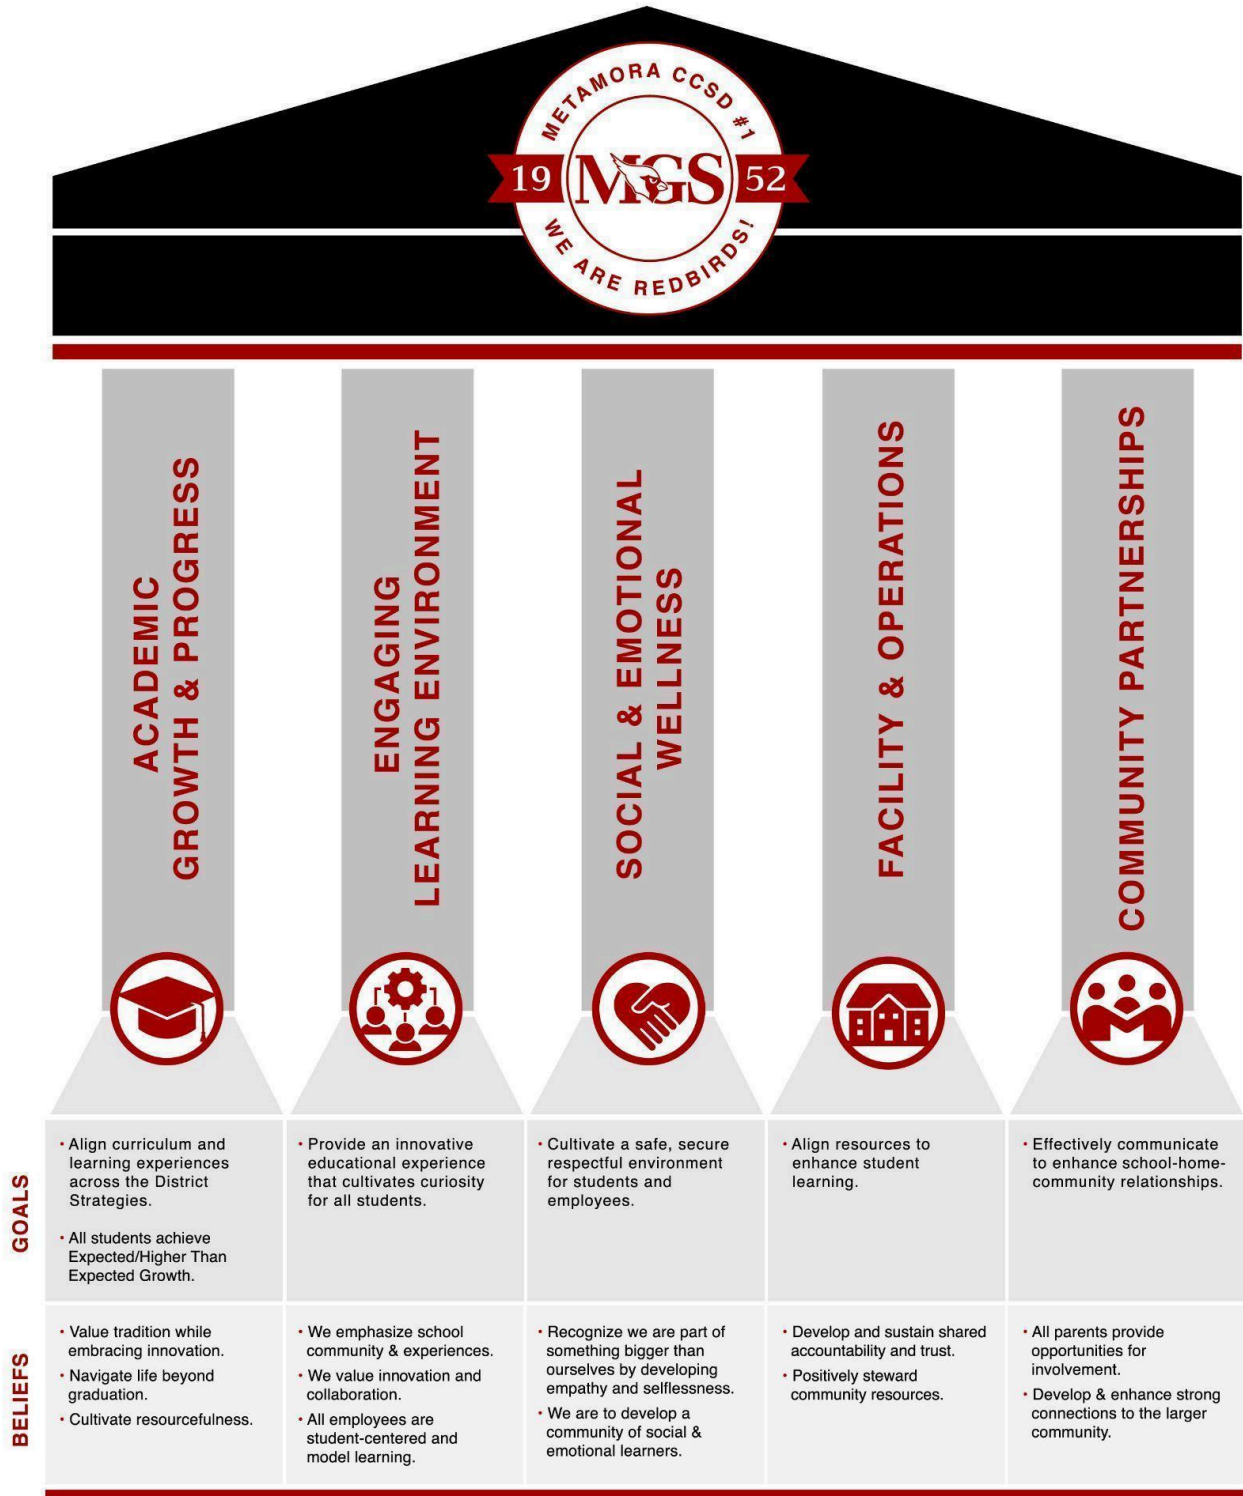 METAMORA CCSD #1
19 MGS 52
WE ARE REDBIRDS!
ACADEMIC
GROWTH & PROGRESS
ENGAGING
LEARNING ENVIRONMENT
SOCIAL & EMOTIONAL
WELLNESS
FACILITY & OPERATIONS
COMMUNITY PARTNERSHIPS
GOALS
• Align curriculum and
learning experiences
across the District
Strategies.
• All students achieve
Expected/Higher Than
Expected Growth.
• Provide an innovative
educational experience
that cultivates curiosity
for all students.
• Cultivate a safe, secure
respectful environment
for students and
employees.
• Align resources to
enhance student
learning.
• Effectively communicate
to enhance school-home-
community relationships.
BELIEFS
• Value tradition while
embracing innovation.
• Navigate life beyond
graduation.
• Cultivate resourcefulness.
• We emphasize school
community & experiences.
• We value innovation and
collaboration.
• All employees are
student-centered and
model learning.
• Recognize we are part of
something bigger than
ourselves by developing
empathy and selflessness.
• We are to develop a
community of social &
emotional learners.
• Develop and sustain shared
accountability and trust.
• Positively steward
community resources.
• All parents provide
opportunities for
involvement.
• Develop & enhance strong
connections to the larger
community.